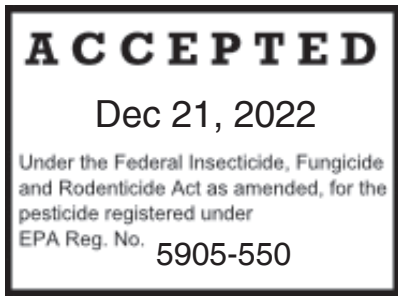 ACCEPTED
Dec 21, 2022
Under the Federal Insecticide, Fungicide
and Rodenticide Act as amended, for the
pesticide registered under
EPA Reg. No. 5905-550